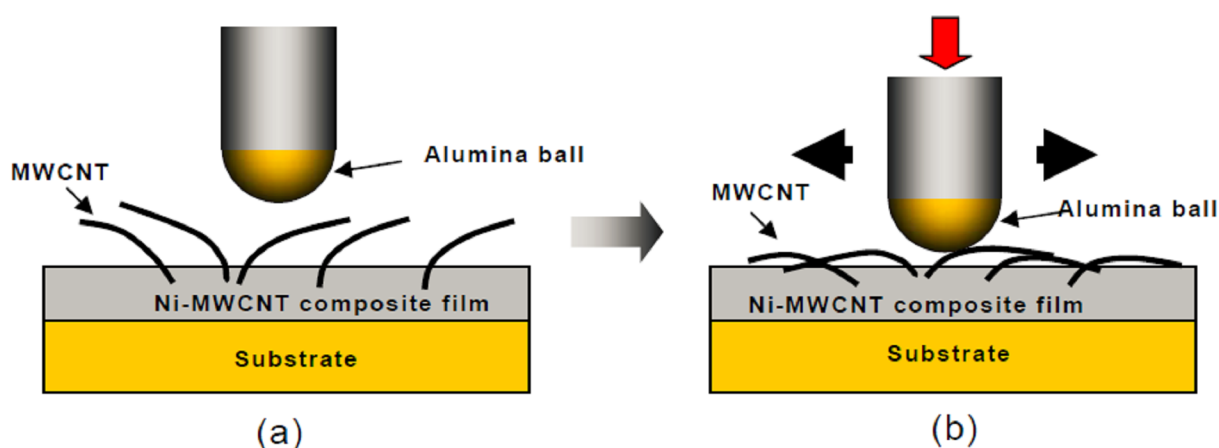 MWCNT
Alumina ball
Ni-MWCNT composite film
Substrate
(a)
MWCNT
Alumina ball
Ni-MWCNT composite film
Substrate
(b)